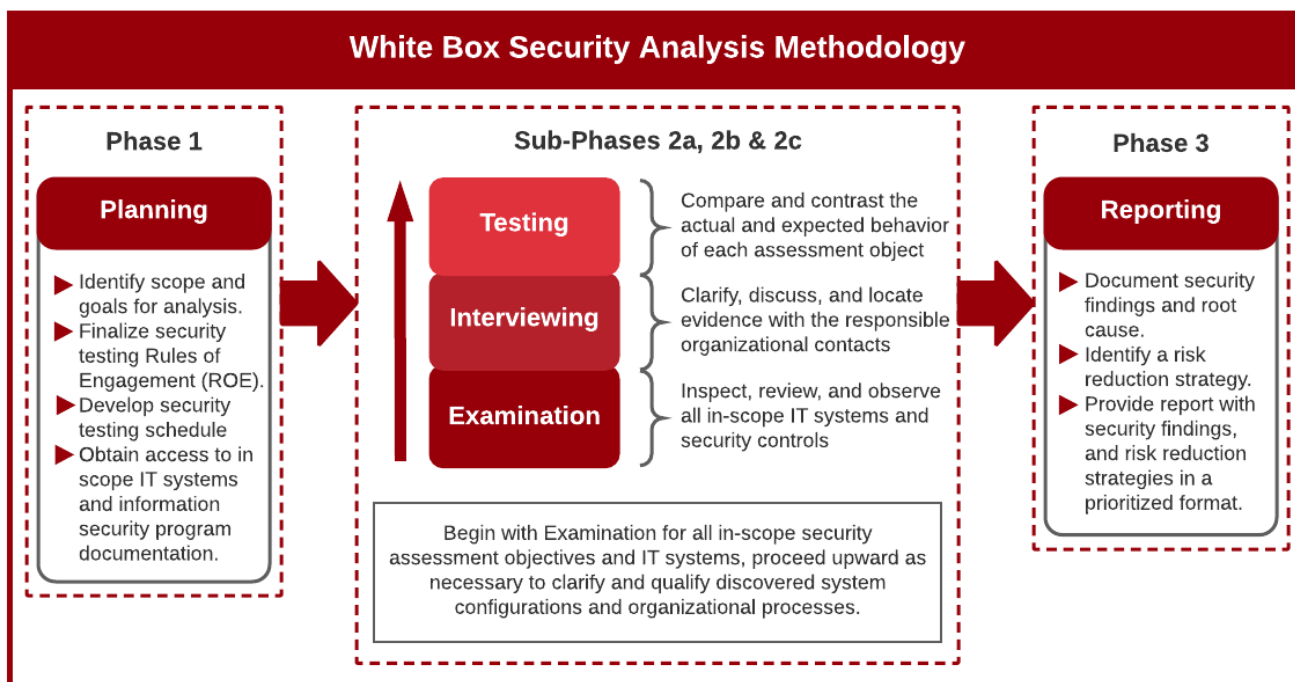 White Box Security Analysis Methodology
Phase 1
Planning
Identify scope and
goals for analysis.
Finalize security
testing Rules of
Engagement (ROE).
Develop security
testing schedule
Obtain access to in
scope IT systems
and information
security program
documentation.
Sub-Phases 2a, 2b & 2c
Testing
Compare and contrast the
actual and expected behavior
of each assessment object
Interviewing
Clarify, discuss, and locate
evidence with the responsible
organizational contacts
Examination
Inspect, review, and observe
all in-scope IT systems and
security controls
Begin with Examination for all in-scope security
assessment objectives and IT systems, proceed upward as
necessary to clarify and qualify discovered system
configurations and organizational processes.
Phase 3
Reporting
Document security
findings and root
cause.
Identify a risk
reduction strategy.
Provide report with
security findings,
and risk reduction
strategies in a
prioritized format.